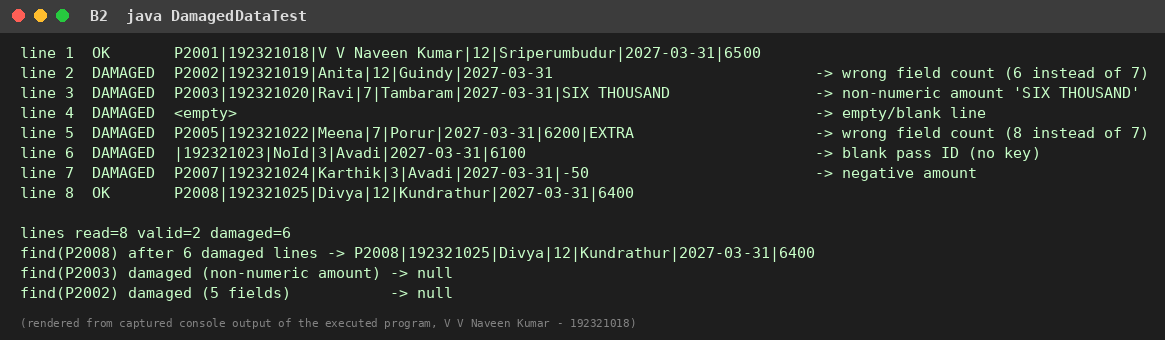 B2  java DamagedDataTest
line 1  OK       P2001|192321018|V V Naveen Kumar|12|Sriperumbudur|2027-03-31|6500
line 2  DAMAGED  P2002|192321019|Anita|12|Guindy|2027-03-31                             -> wrong field count (6 instead of 7)
line 3  DAMAGED  P2003|192321020|Ravi|7|Tambaram|2027-03-31|SIX THOUSAND                -> non-numeric amount 'SIX THOUSAND'
line 4  DAMAGED  <empty>                                                                -> empty/blank line
line 5  DAMAGED  P2005|192321022|Meena|7|Porur|2027-03-31|6200|EXTRA                    -> wrong field count (8 instead of 7)
line 6  DAMAGED  |192321023|NoId|3|Avadi|2027-03-31|6100                                -> blank pass ID (no key)
line 7  DAMAGED  P2007|192321024|Karthik|3|Avadi|2027-03-31|-50                         -> negative amount
line 8  OK       P2008|192321025|Divya|12|Kundrathur|2027-03-31|6400
lines read=8 valid=2 damaged=6
find(P2008) after 6 damaged lines -> P2008|192321025|Divya|12|Kundrathur|2027-03-31|6400
find(P2003) damaged (non-numeric amount) -> null
find(P2002) damaged (5 fields)           -> null
(rendered from captured console output of the executed program, V V Naveen Kumar - 192321018)